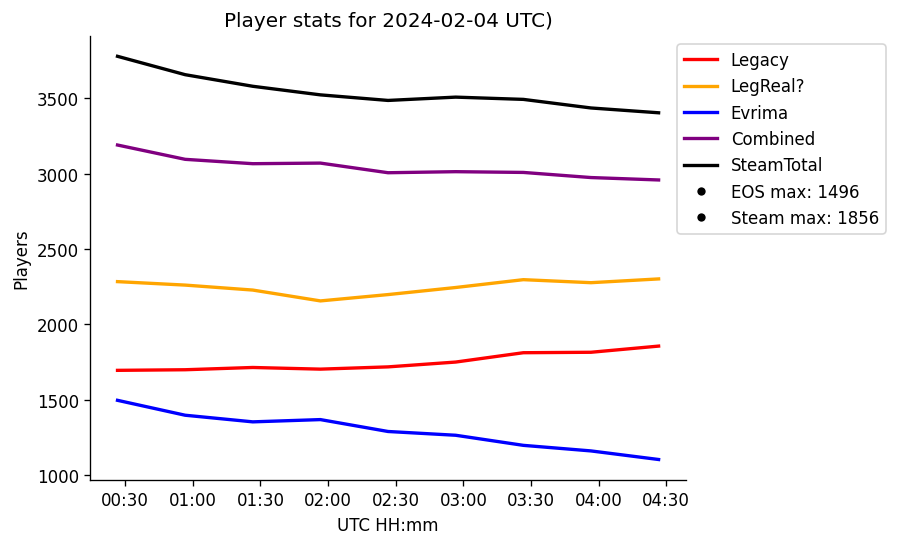 Player stats for 2024-02-04 UTC)
Legacy
LegReal?
Evrima
Combined
SteamTotal
EOS max: 1496
Steam max: 1856
Players
3500
3000
2500
2000
1500
1000
00:30 01:00 01:30 02:00 02:30 03:00 03:30 04:00 04:30
UTC HH:mm